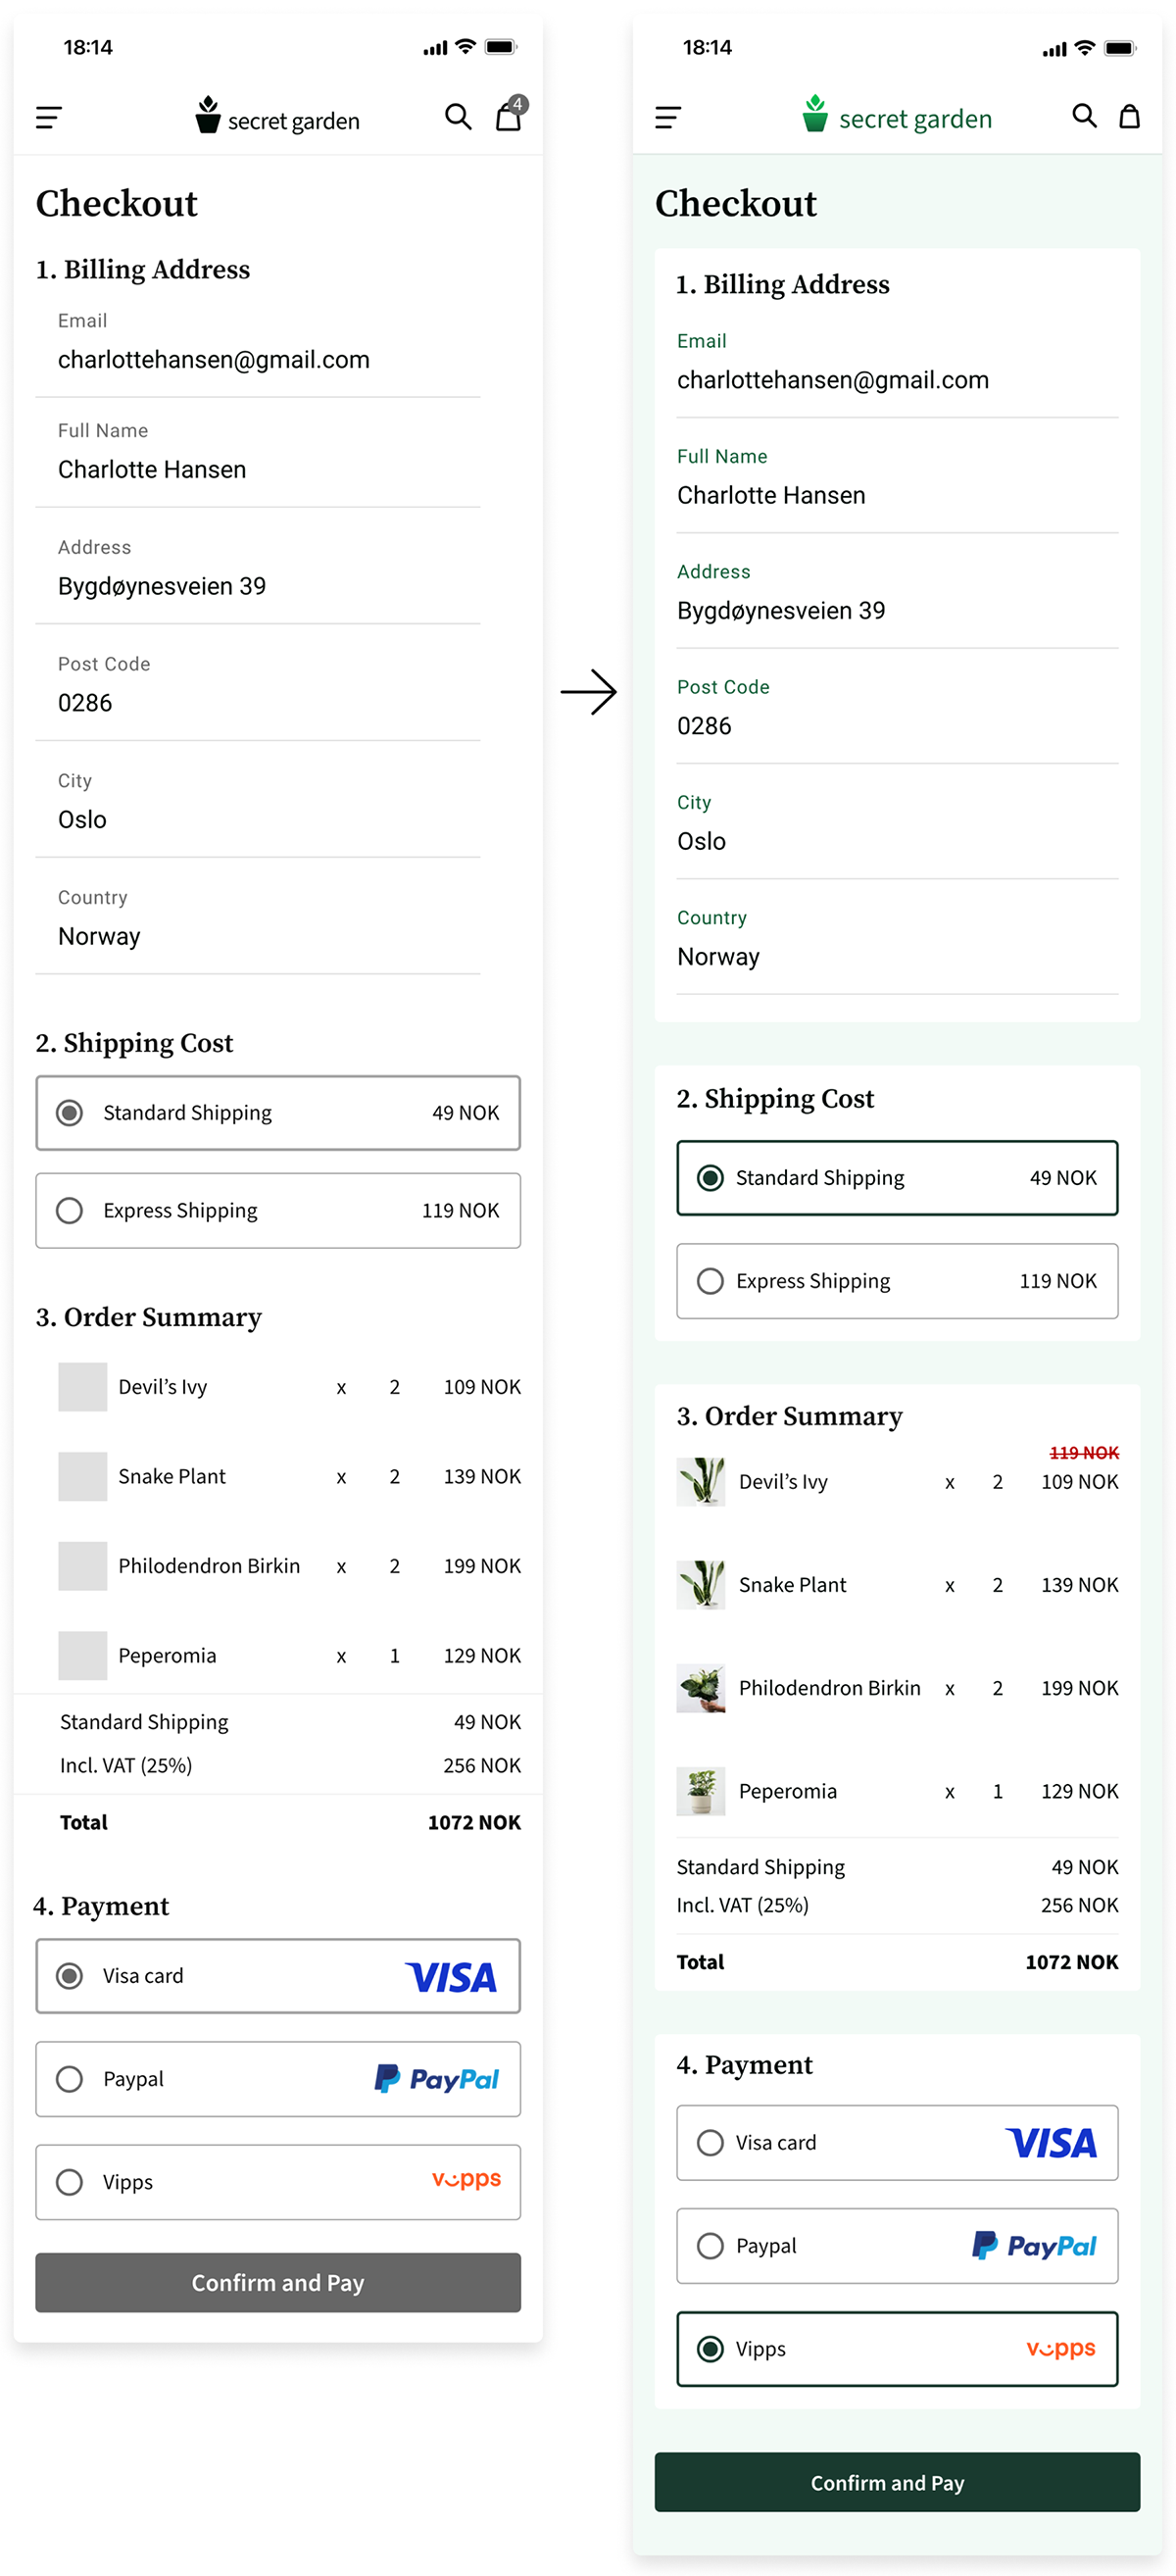 18:14
secret garden
4
Checkout
1. Billing Address
Email
charlottehansen@gmail.com
Full Name
Charlotte Hansen
Address
Bygdøynesveien 39
Post Code
0286
City
Oslo
Country
Norway
2. Shipping Cost
Standard Shipping 49 NOK
Express Shipping 119 NOK
3. Order Summary
Devil’s Ivy x 2 109 NOK
Snake Plant x 2 139 NOK
Philodendron Birkin x 2 199 NOK
Peperomia x 1 129 NOK
Standard Shipping 49 NOK
Incl. VAT (25%) 256 NOK
Total 1072 NOK
4. Payment
Visa card VISA
Paypal PayPal
Vipps vipps
Confirm and Pay
18:14
secret garden
Checkout
1. Billing Address
Email
charlottehansen@gmail.com
Full Name
Charlotte Hansen
Address
Bygdøynesveien 39
Post Code
0286
City
Oslo
Country
Norway
2. Shipping Cost
Standard Shipping 49 NOK
Express Shipping 119 NOK
3. Order Summary
119 NOK
Devil’s Ivy x 2 109 NOK
Snake Plant x 2 139 NOK
Philodendron Birkin x 2 199 NOK
Peperomia x 1 129 NOK
Standard Shipping 49 NOK
Incl. VAT (25%) 256 NOK
Total 1072 NOK
4. Payment
Visa card VISA
Paypal PayPal
Vipps vipps
Confirm and Pay